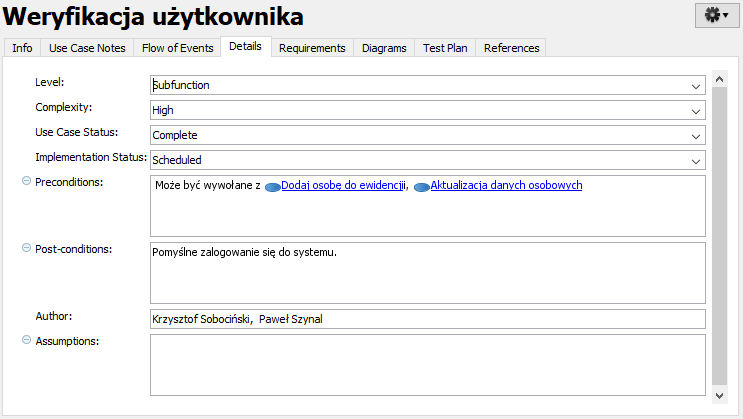 Weryfikacja użytkownika
Info Use Case Notes Flow of Events Details Requirements Diagrams Test Plan References
Level: Subfunction
Complexity: High
Use Case Status: Complete
Implementation Status: Scheduled
Preconditions: Może być wywołane z Dodaj osobę do ewidencjii, Aktualizacja danych osobowych
Post-conditions: Pomyślne zalogowanie się do systemu.
Author: Krzysztof Sobociński, Paweł Szynal
Assumptions: